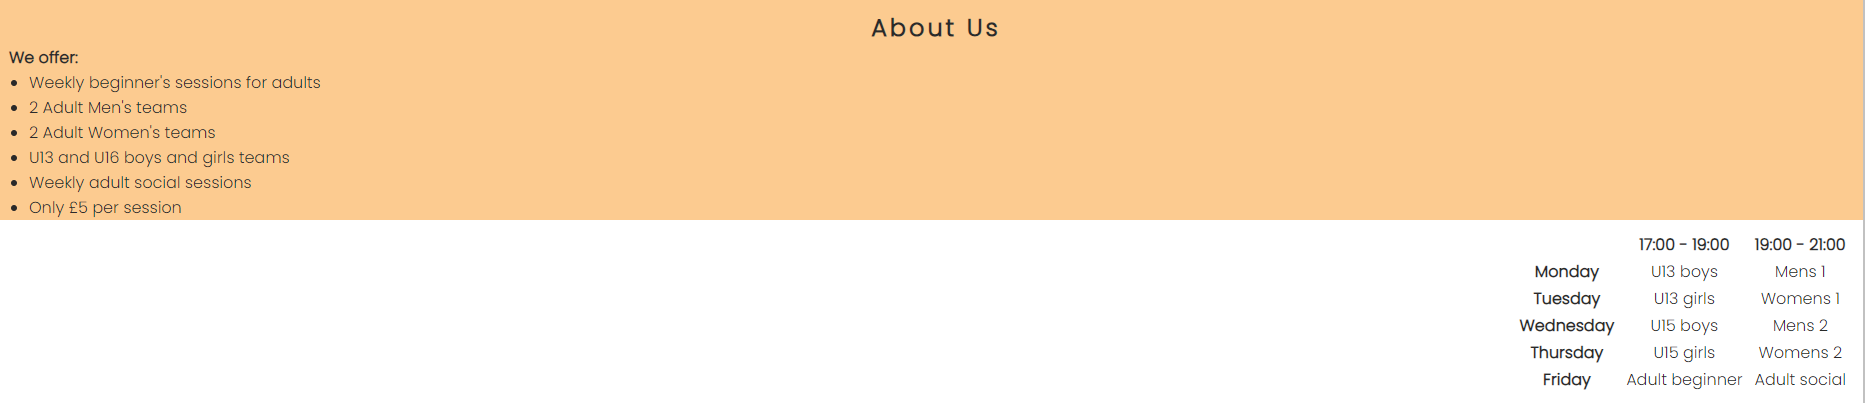 About Us
We offer:
Weekly beginner's sessions for adults
2 Adult Men's teams
2 Adult Women's teams
U13 and U16 boys and girls teams
Weekly adult social sessions
Only £5 per session
17:00 - 19:00 19:00 - 21:00
Monday U13 boys Mens 1
Tuesday U13 girls Womens 1
Wednesday U15 boys Mens 2
Thursday U15 girls Womens 2
Friday Adult beginner Adult social